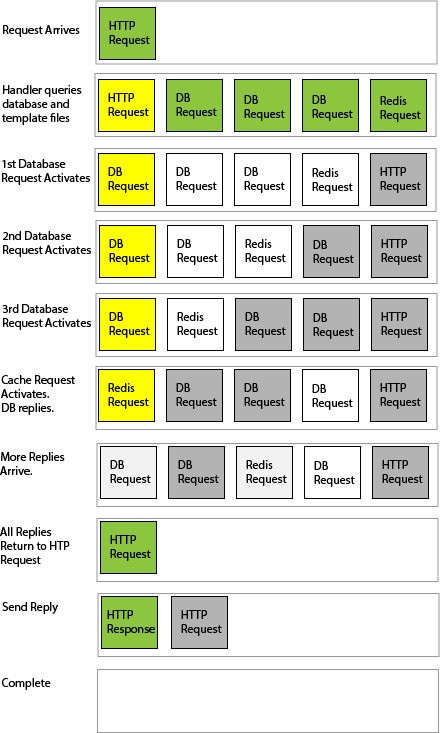 Request Arrives
HTTP
Request
Handler queries
database and
template files
HTTP
Request
DB
Request
DB
Request
DB
Request
Redis
Request
1st Database
Request Activates
DB
Request
DB
Request
DB
Request
Redis
Request
HTTP
Request
2nd Database
Request Activates
DB
Request
DB
Request
Redis
Request
DB
Request
HTTP
Request
3rd Database
Request Activates
DB
Request
Redis
Request
DB
Request
DB
Request
HTTP
Request
Cache Request
Activates.
DB replies.
Redis
Request
DB
Request
DB
Request
DB
Request
HTTP
Request
More Replies
Arrive.
DB
Request
DB
Request
Redis
Request
DB
Request
HTTP
Request
All Replies
Return to HTP
Request
HTTP
Request
Send Reply
HTTP
Response
HTTP
Request
Complete